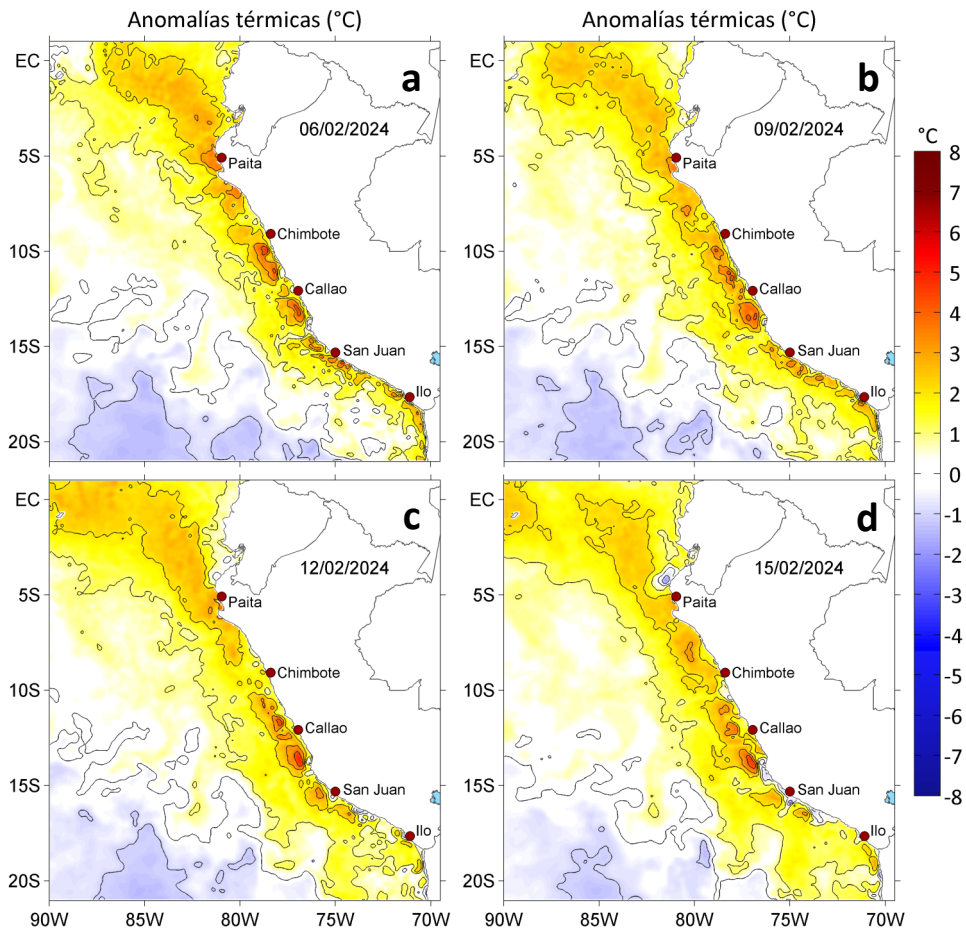 Anomalías térmicas (°C)
Anomalías térmicas (°C)
EC
5S
10S
15S
20S
a
06/02/2024
Paita
Chimbote
Callao
San Juan
Ilo
EC
5S
10S
15S
20S
b
09/02/2024
Paita
Chimbote
Callao
San Juan
Ilo
°C
8
7
6
5
4
3
2
1
0
-1
-2
-3
-4
-5
-6
-7
-8
EC
5S
10S
15S
20S
c
12/02/2024
Paita
Chimbote
Callao
San Juan
Ilo
90W 85W 80W 75W 70W
EC
5S
10S
15S
20S
d
15/02/2024
Paita
Chimbote
Callao
San Juan
Ilo
90W 85W 80W 75W 70W